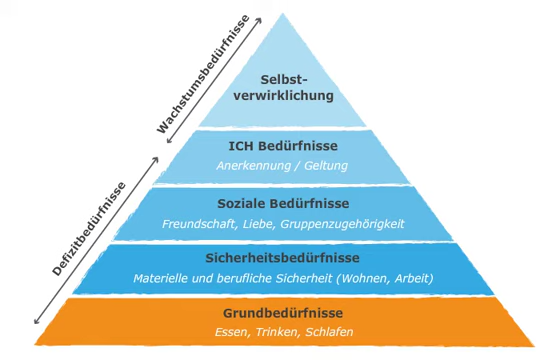 Wachstumsbedürfnisse
Selbst-
verwirklichung
ICH Bedürfnisse
Anerkennung / Geltung
Defizitbedürfnisse
Soziale Bedürfnisse
Freundschaft, Liebe, Gruppenzugehörigkeit
Sicherheitsbedürfnisse
Materielle und berufliche Sicherheit (Wohnen, Arbeit)
Grundbedürfnisse
Essen, Trinken, Schlafen